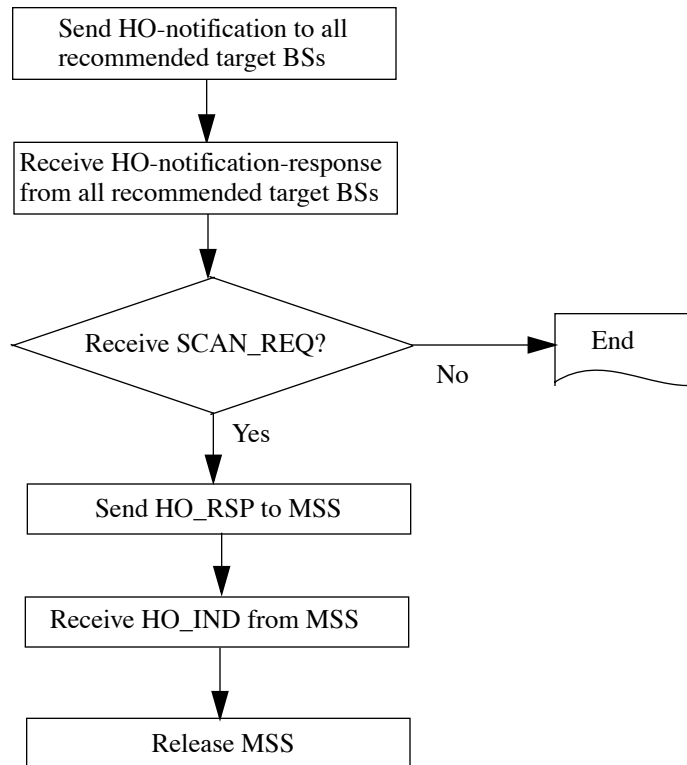 Send HO-notification to all
recommended target BSs
Receive HO-notification-response
from all recommended target BSs
Receive SCAN_REQ?
End
No
Yes
Send HO_RSP to MSS
Receive HO_IND from MSS
Release MSS